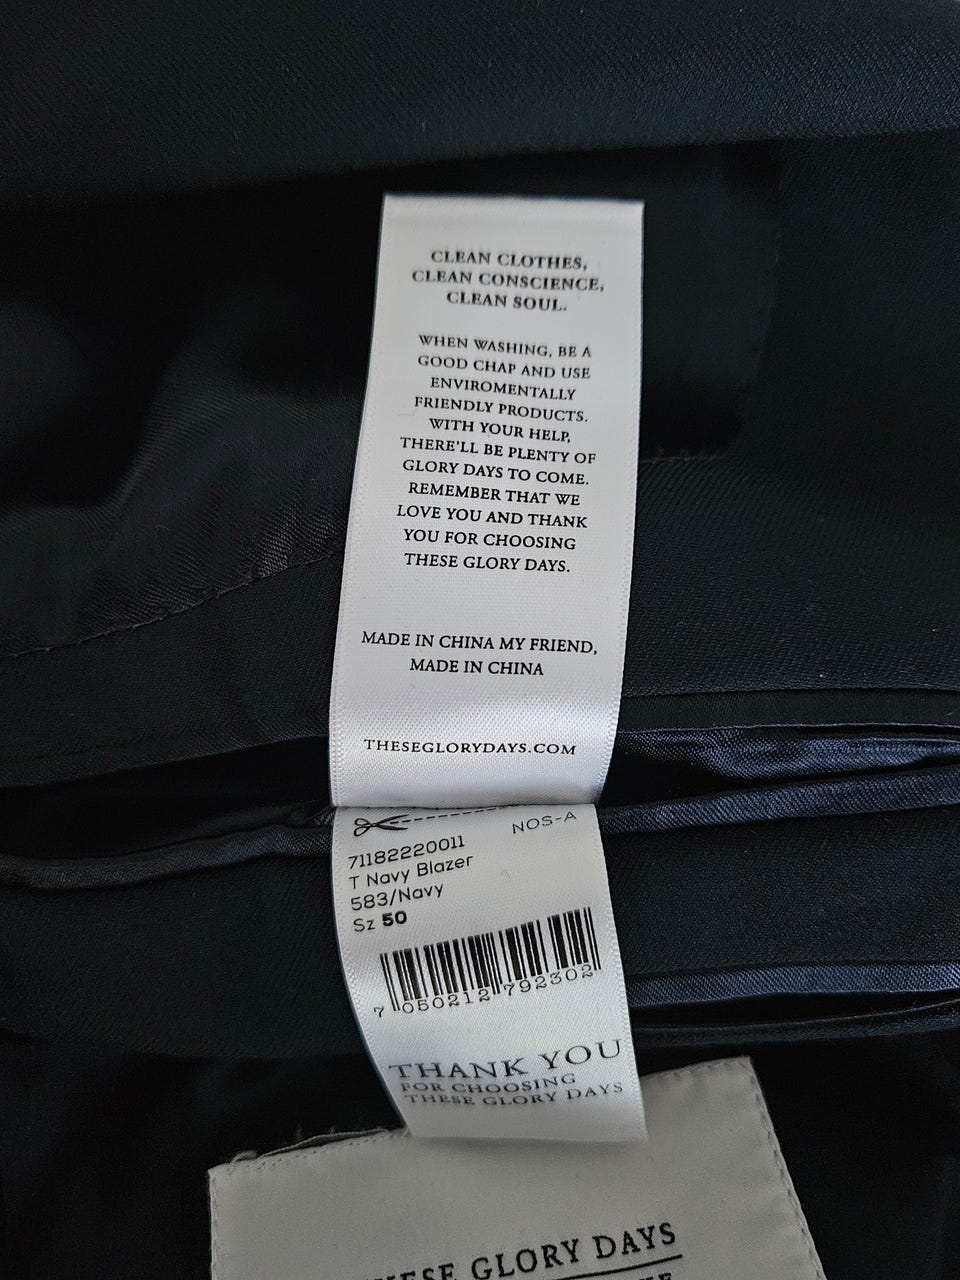 CLEAN CLOTHES,
CLEAN CONSCIENCE,
CLEAN SOUL.
WHEN WASHING, BE A
GOOD CHAP AND USE
ENVIROMENTALLY
FRIENDLY PRODUCTS.
WITH YOUR HELP,
THERE'LL BE PLENTY OF
GLORY DAYS TO COME.
REMEMBER THAT WE
LOVE YOU AND THANK
YOU FOR CHOOSING
THESE GLORY DAYS.
MADE IN CHINA MY FRIEND,
MADE IN CHINA
THESEGLORYDAYS.COM
NOS-A
71182220011
T Navy Blazer
583/Navy
Sz 50
7 050212 792302
THANK YOU
FOR CHOOSING
THESE GLORY DAYS
GLORY DAYS